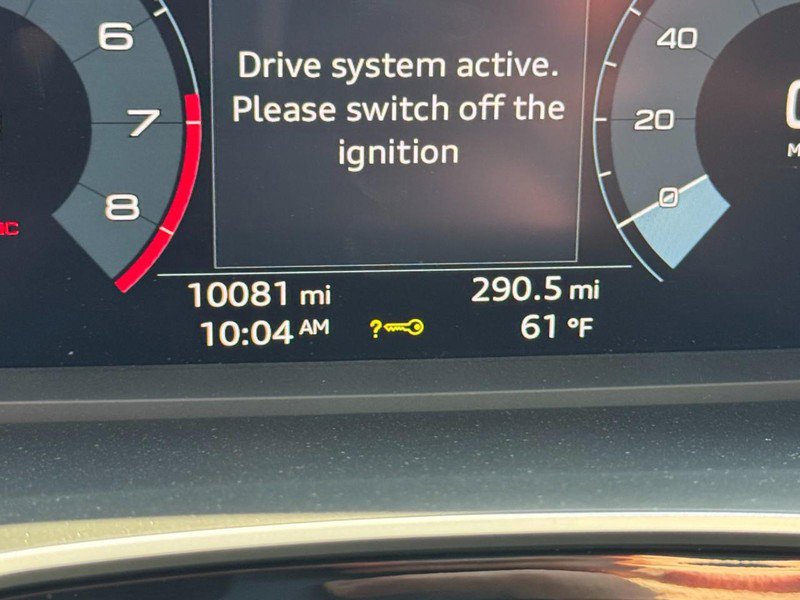 6
7
8
Drive system active.
Please switch off the
ignition
40
20
0
10081 mi
290.5 mi
10:04 AM
?
61 °F